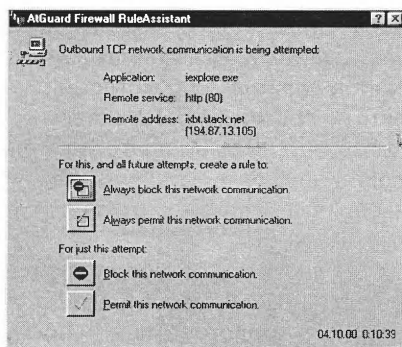 AtGuard Firewall RuleAssistant
Outbound TCP network communication is being attempted:
Application: iexplore.exe
Remote service: http (80)
Remote address: ixbt.stack.net
(194.87.13.105)
For this, and all future attempts, create a rule to:
Always block this network communication.
Always permit this network communication.
For just this attempt:
Block this network communication.
Permit this network communication.
04.10.00 0:10:39